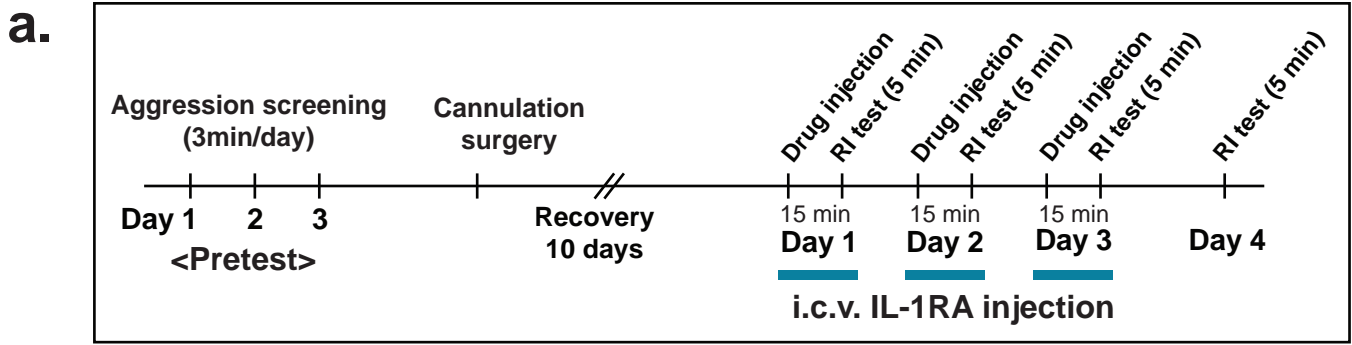 a.
Aggression screening
(3min/day)
Cannulation
surgery
Drug injection
RI test (5 min)
Drug injection
RI test (5 min)
Drug injection
RI test (5 min)
RI test (5 min)
Day 1 2 3
<Pretest>
Recovery
10 days
15 min
Day 1
15 min
Day 2
15 min
Day 3
Day 4
i.c.v. IL-1RA injection